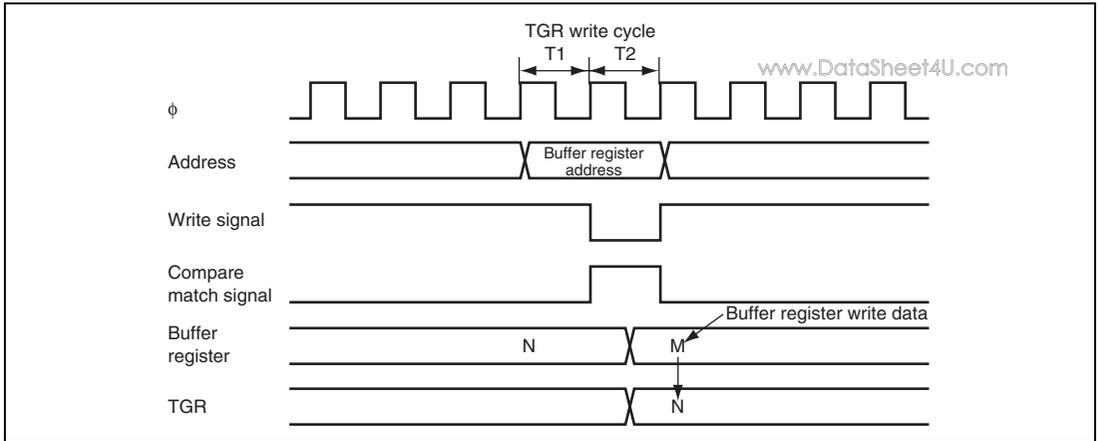 TGR write cycle
T1 T2
www.DataSheet4U.com
φ
Address
Buffer register
address
Write signal
Compare
match signal
Buffer register write data
Buffer
register
N M
TGR
N